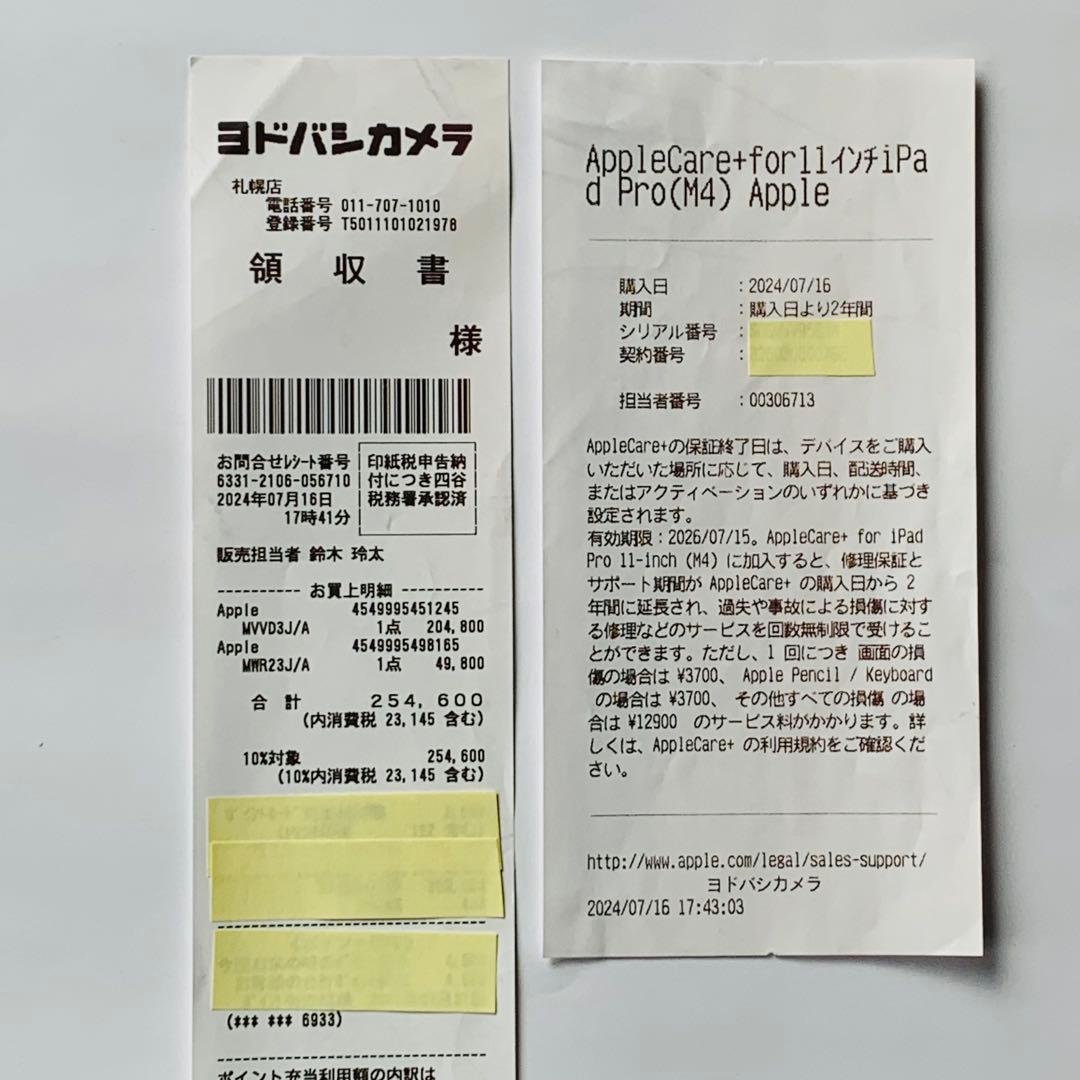 ヨドバシカメラ
札幌店
電話番号 011-707-1010
登録番号 T5011101021978
領 収 書
様
お問合せﾚｼｰﾄ番号
6331-2106-056710
2024年07月16日
17時41分
印紙税申告納
付につき四谷
税務署承認済
販売担当者 鈴木 玲太
---------- お買上明細 ----------
Apple 4549995451245
MVVD3J/A 1点 204,800
Apple 4549995498165
MWR23J/A 1点 49,800
合 計 254,600
(内消費税 23,145 含む)
10%対象 254,600
(10%内消費税 23,145 含む)
(*** *** 6933)
ポイント充当利用額の内訳は
AppleCare+for11ｲﾝﾁiPa
d Pro(M4) Apple
購入日 :2024/07/16
期間 :購入日より2年間
シリアル番号 :
契約番号 :
担当者番号 :00306713
AppleCare+の保証終了日は、デバイスをご購入
いただいた場所に応じて、購入日、配送時間、
またはアクティベーションのいずれかに基づき
設定されます。
有効期限：2026/07/15。AppleCare+ for iPad
Pro 11-inch (M4) に加入すると、修理保証と
サポート期間が AppleCare+ の購入日から 2
年間に延長され、過失や事故による損傷に対す
る修理などのサービスを回数無制限で受けるこ
とができます。ただし、1 回につき 画面の損
傷の場合は ¥3700、 Apple Pencil / Keyboard
の場合は ¥3700、 その他すべての損傷 の場
合は ¥12900 のサービス料がかかります。詳
しくは、AppleCare+ の利用規約をご確認くだ
さい。
http://www.apple.com/legal/sales-support/
ヨドバシカメラ
2024/07/16 17:43:03